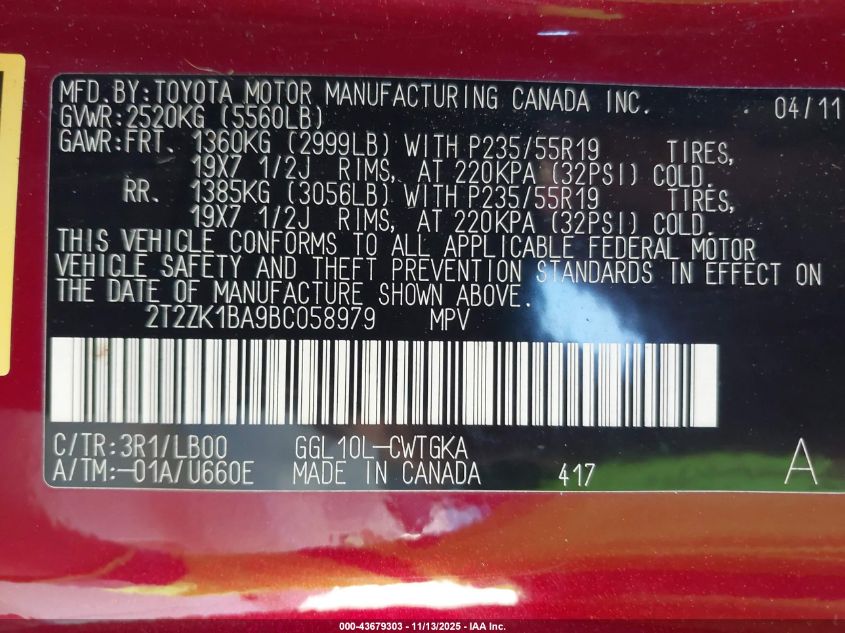 MFD. BY: TOYOTA MOTOR MANUFACTURING CANADA INC. 04/11
GVWR: 2520KG (5560LB)
GAWR: FRT. 1360KG (2999LB) WITH P235/55R19 TIRES,
19X7 1/2J RIMS, AT 220KPA (32PSI) COLD.
RR. 1385KG (3056LB) WITH P235/55R19 TIRES,
19X7 1/2J RIMS, AT 220KPA (32PSI) COLD.
THIS VEHICLE CONFORMS TO ALL APPLICABLE FEDERAL MOTOR
VEHICLE SAFETY AND THEFT PREVENTION STANDARDS IN EFFECT ON
THE DATE OF MANUFACTURE SHOWN ABOVE.
2T2ZK1BA9BC058979 MPV
C/TR: 3R1/LB00 GGL10L-CWTGKA
A/TM: -01A/U660E MADE IN CANADA 417 A
000-43679303 - 11/13/2025 - IAA Inc.